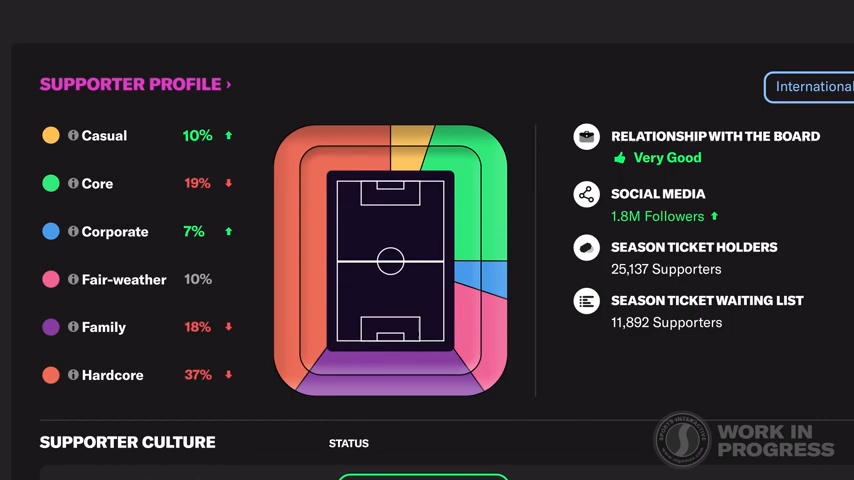 SUPPORTER PROFILE ›
International
Casual 10%
Core 19%
Corporate 7%
Fair-weather 10%
Family 18%
Hardcore 37%
RELATIONSHIP WITH THE BOARD
Very Good
SOCIAL MEDIA
1.8M Followers
SEASON TICKET HOLDERS
25,137 Supporters
SEASON TICKET WAITING LIST
11,892 Supporters
SUPPORTER CULTURE
STATUS
SPORTS INTERACTIVE
WORK IN
PROGRESS